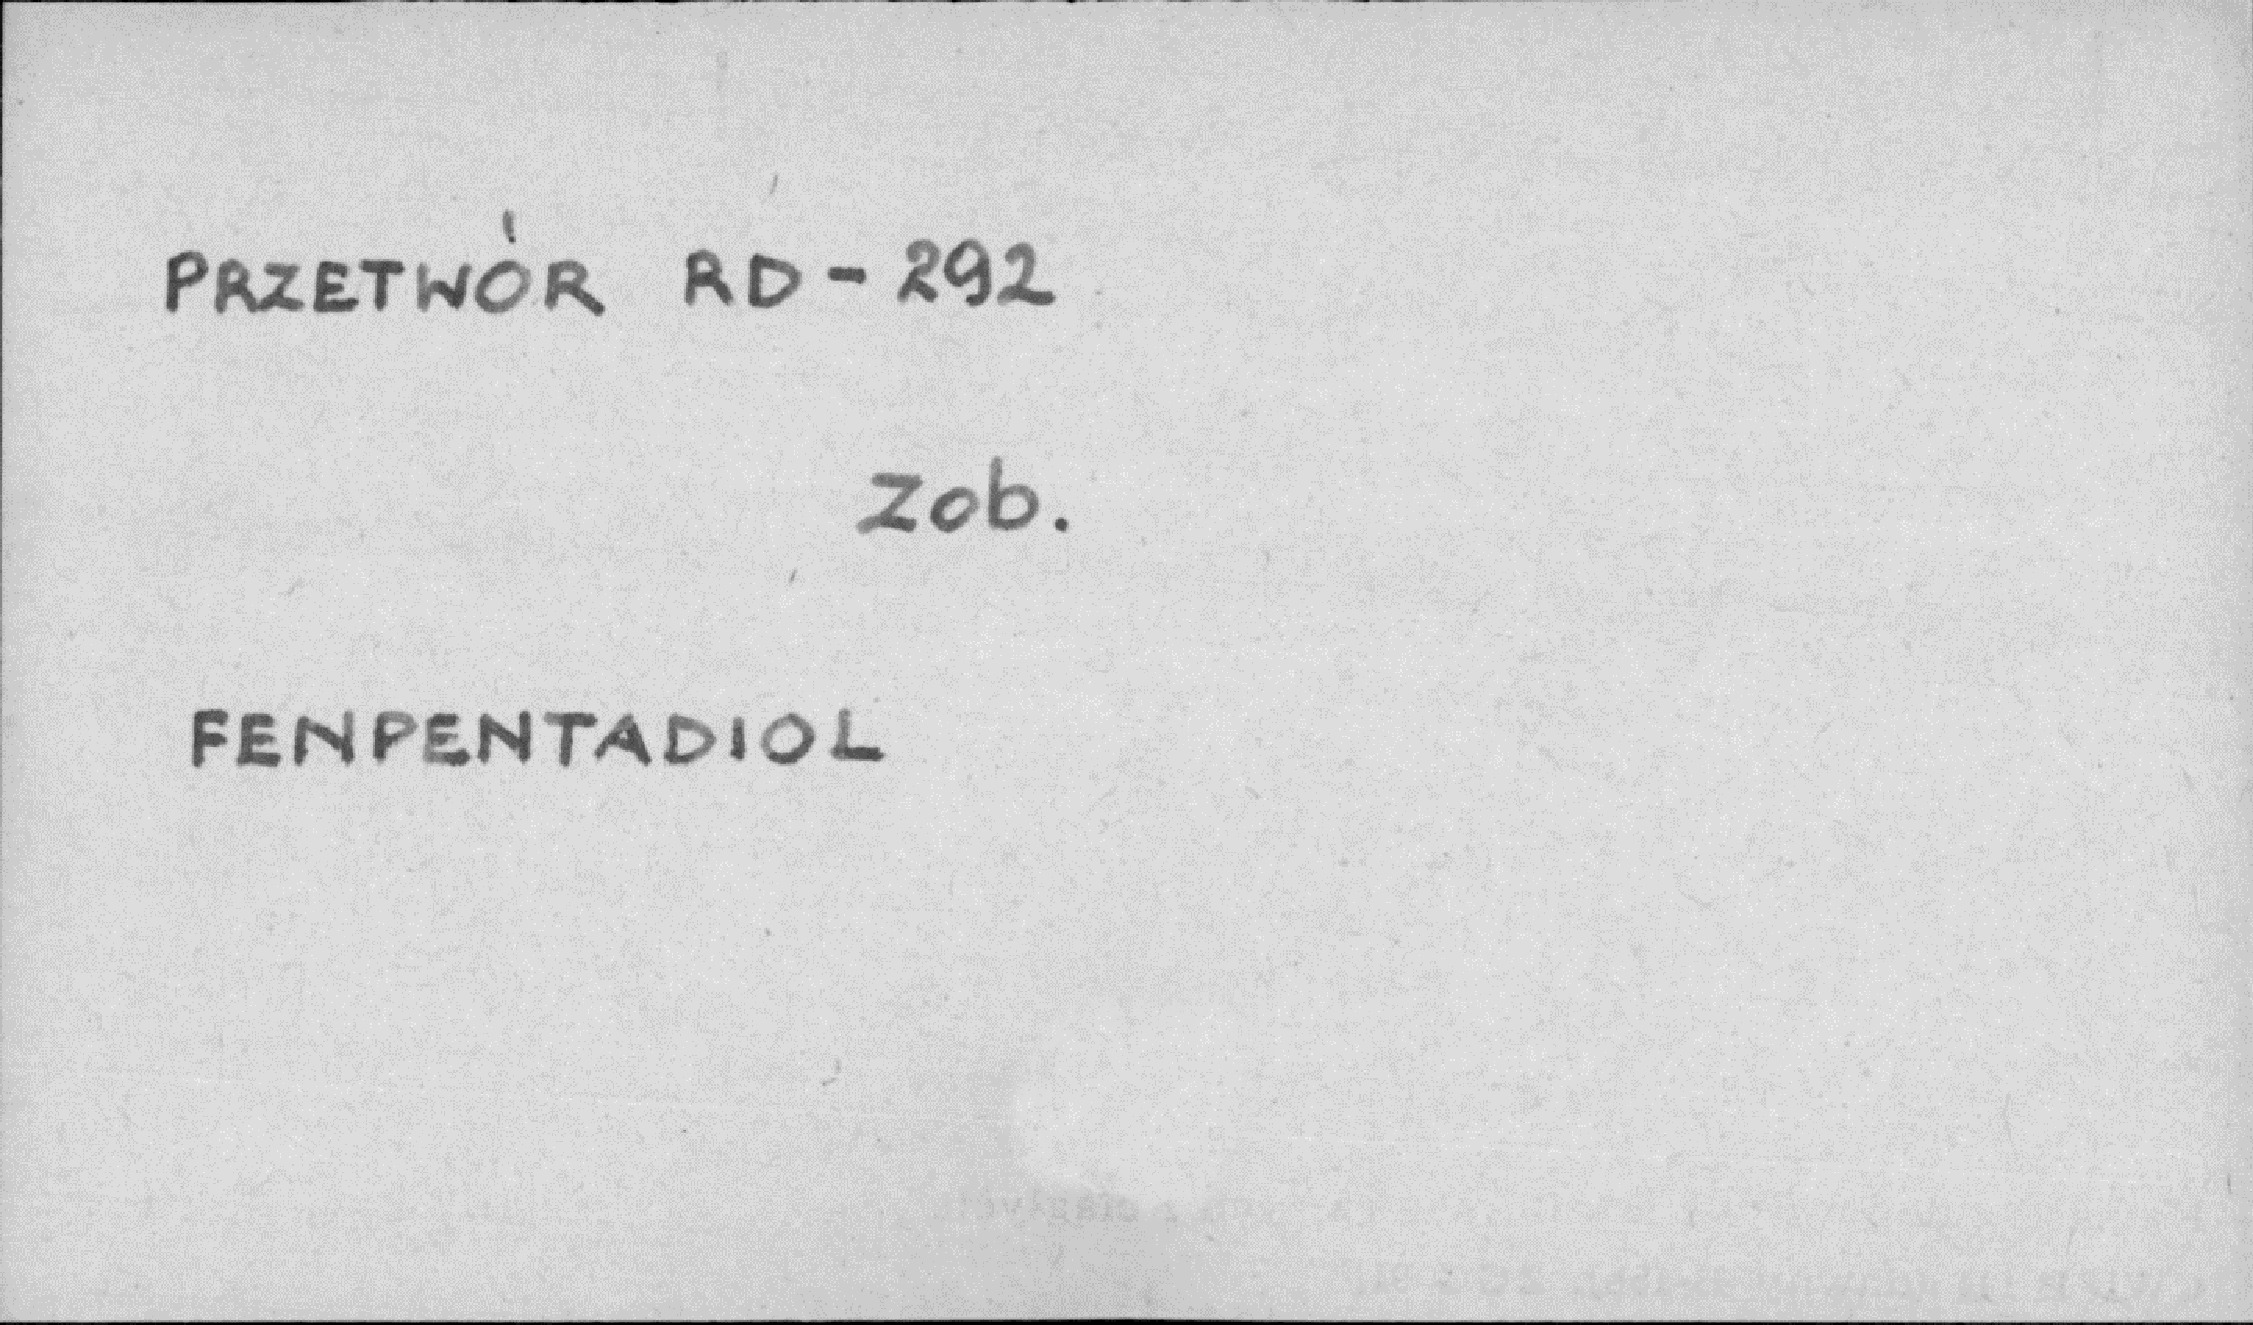 PRZETWÓR RD-292
Zob.
FENPENTADIOL